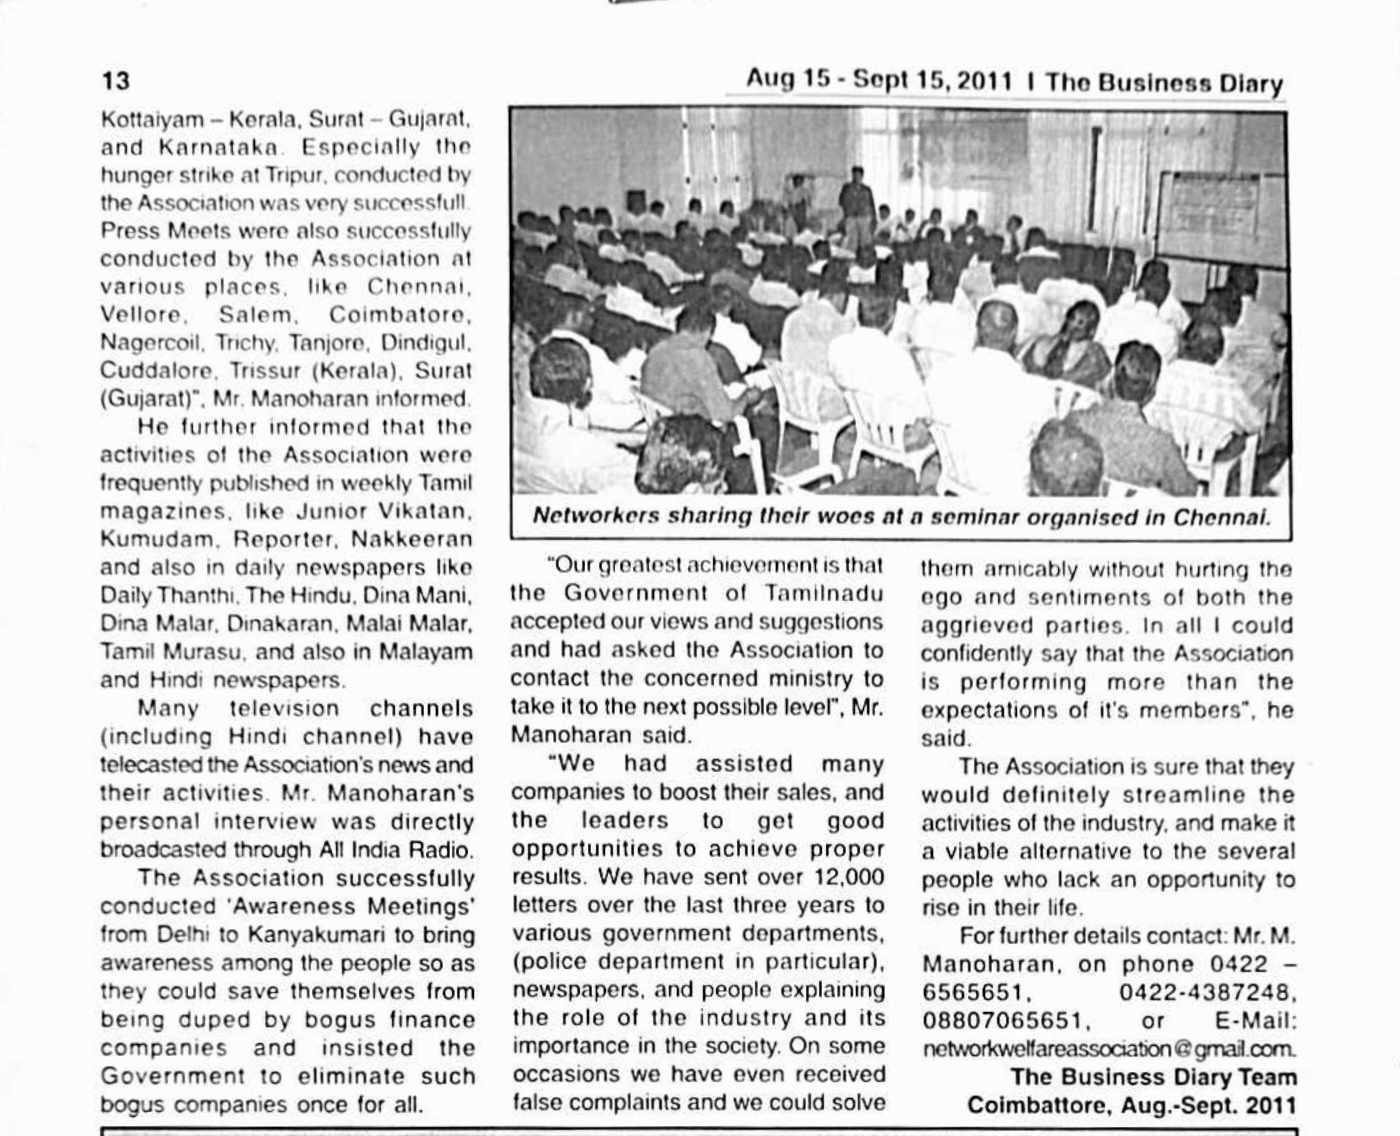 13
Aug 15 - Sept 15, 2011 I The Business Diary
Kottaiyam – Kerala, Surat – Gujarat,
and Karnataka. Especially the
hunger strike at Tripur, conducted by
the Association was very successfull.
Press Meets were also successfully
conducted by the Association at
various places, like Chennai,
Vellore, Salem, Coimbatore,
Nagercoil, Trichy, Tanjore, Dindigul,
Cuddalore, Trissur (Kerala), Surat
(Gujarat)", Mr. Manoharan informed.
He further informed that the
activities of the Association were
frequently published in weekly Tamil
magazines, like Junior Vikatan,
Kumudam, Reporter, Nakkeeran
and also in daily newspapers like
Daily Thanthi, The Hindu, Dina Mani,
Dina Malar, Dinakaran, Malai Malar,
Tamil Murasu, and also in Malayam
and Hindi newspapers.
Many television channels
(including Hindi channel) have
telecasted the Association's news and
their activities. Mr. Manoharan's
personal interview was directly
broadcasted through All India Radio.
The Association successfully
conducted 'Awareness Meetings'
from Delhi to Kanyakumari to bring
awareness among the people so as
they could save themselves from
being duped by bogus finance
companies and insisted the
Government to eliminate such
bogus companies once for all.
Networkers sharing their woes at a seminar organised in Chennai.
"Our greatest achievement is that
the Government of Tamilnadu
accepted our views and suggestions
and had asked the Association to
contact the concerned ministry to
take it to the next possible level", Mr.
Manoharan said.
"We had assisted many
companies to boost their sales, and
the leaders to get good
opportunities to achieve proper
results. We have sent over 12,000
letters over the last three years to
various government departments,
(police department in particular),
newspapers, and people explaining
the role of the industry and its
importance in the society. On some
occasions we have even received
false complaints and we could solve
them amicably without hurting the
ego and sentiments of both the
aggrieved parties. In all I could
confidently say that the Association
is performing more than the
expectations of it's members", he
said.
The Association is sure that they
would definitely streamline the
activities of the industry, and make it
a viable alternative to the several
people who lack an opportunity to
rise in their life.
For further details contact: Mr. M.
Manoharan, on phone 0422 –
6565651, 0422-4387248,
08807065651, or E-Mail:
networkwelfareassociation@gmail.com.
The Business Diary Team
Coimbattore, Aug.-Sept. 2011